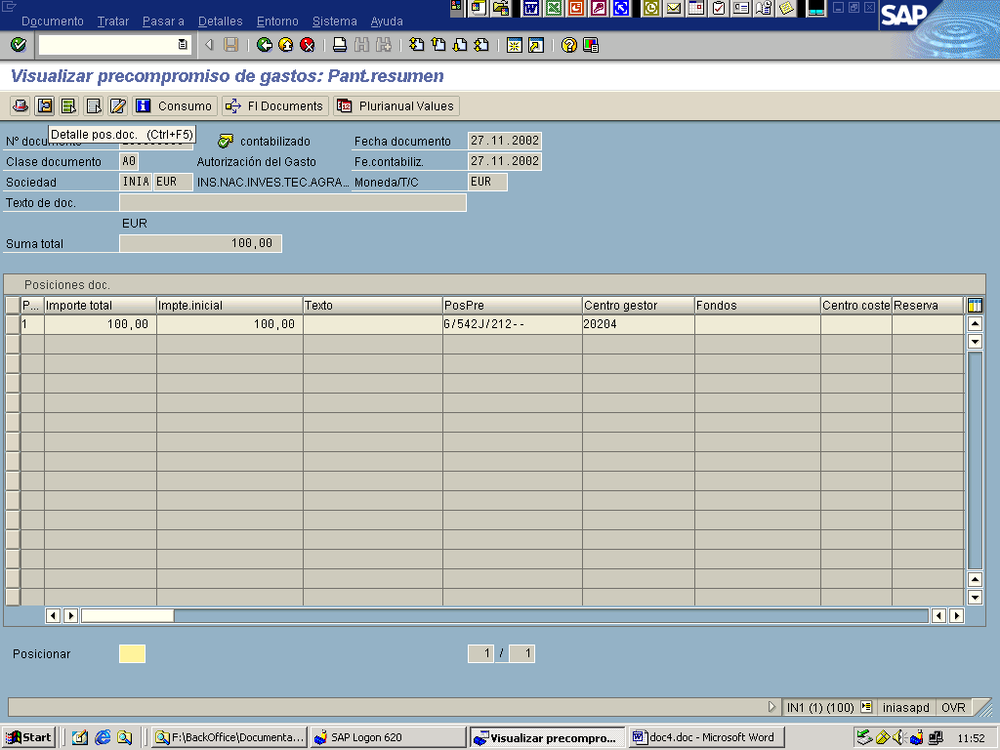 Documento Tratar Pasar a Detalles Entorno Sistema Ayuda
SAP
Visualizar precompromiso de gastos: Pant.resumen
Consumo FI Documents Plurianual Values
Detalle pos.doc. (Ctrl+F5)
Nº documento contabilizado Fecha documento 27.11.2002
Clase documento A0 Autorización del Gasto Fe.contabiliz. 27.11.2002
Sociedad INIA EUR INS.NAC.INVES.TEC.AGRA... Moneda/T/C EUR
Texto de doc.
EUR
Suma total 100,00
Posiciones doc.
P... Importe total Impte.inicial Texto PosPre Centro gestor Fondos Centro coste Reserva
1 100,00 100,00 G/542J/212-- 20204
Posicionar 1 / 1
IN1 (1) (100) iniasapd OVR
Start F:\BackOffice\Documenta... SAP Logon 620 Visualizar precompro... doc4.doc - Microsoft Word 11:52